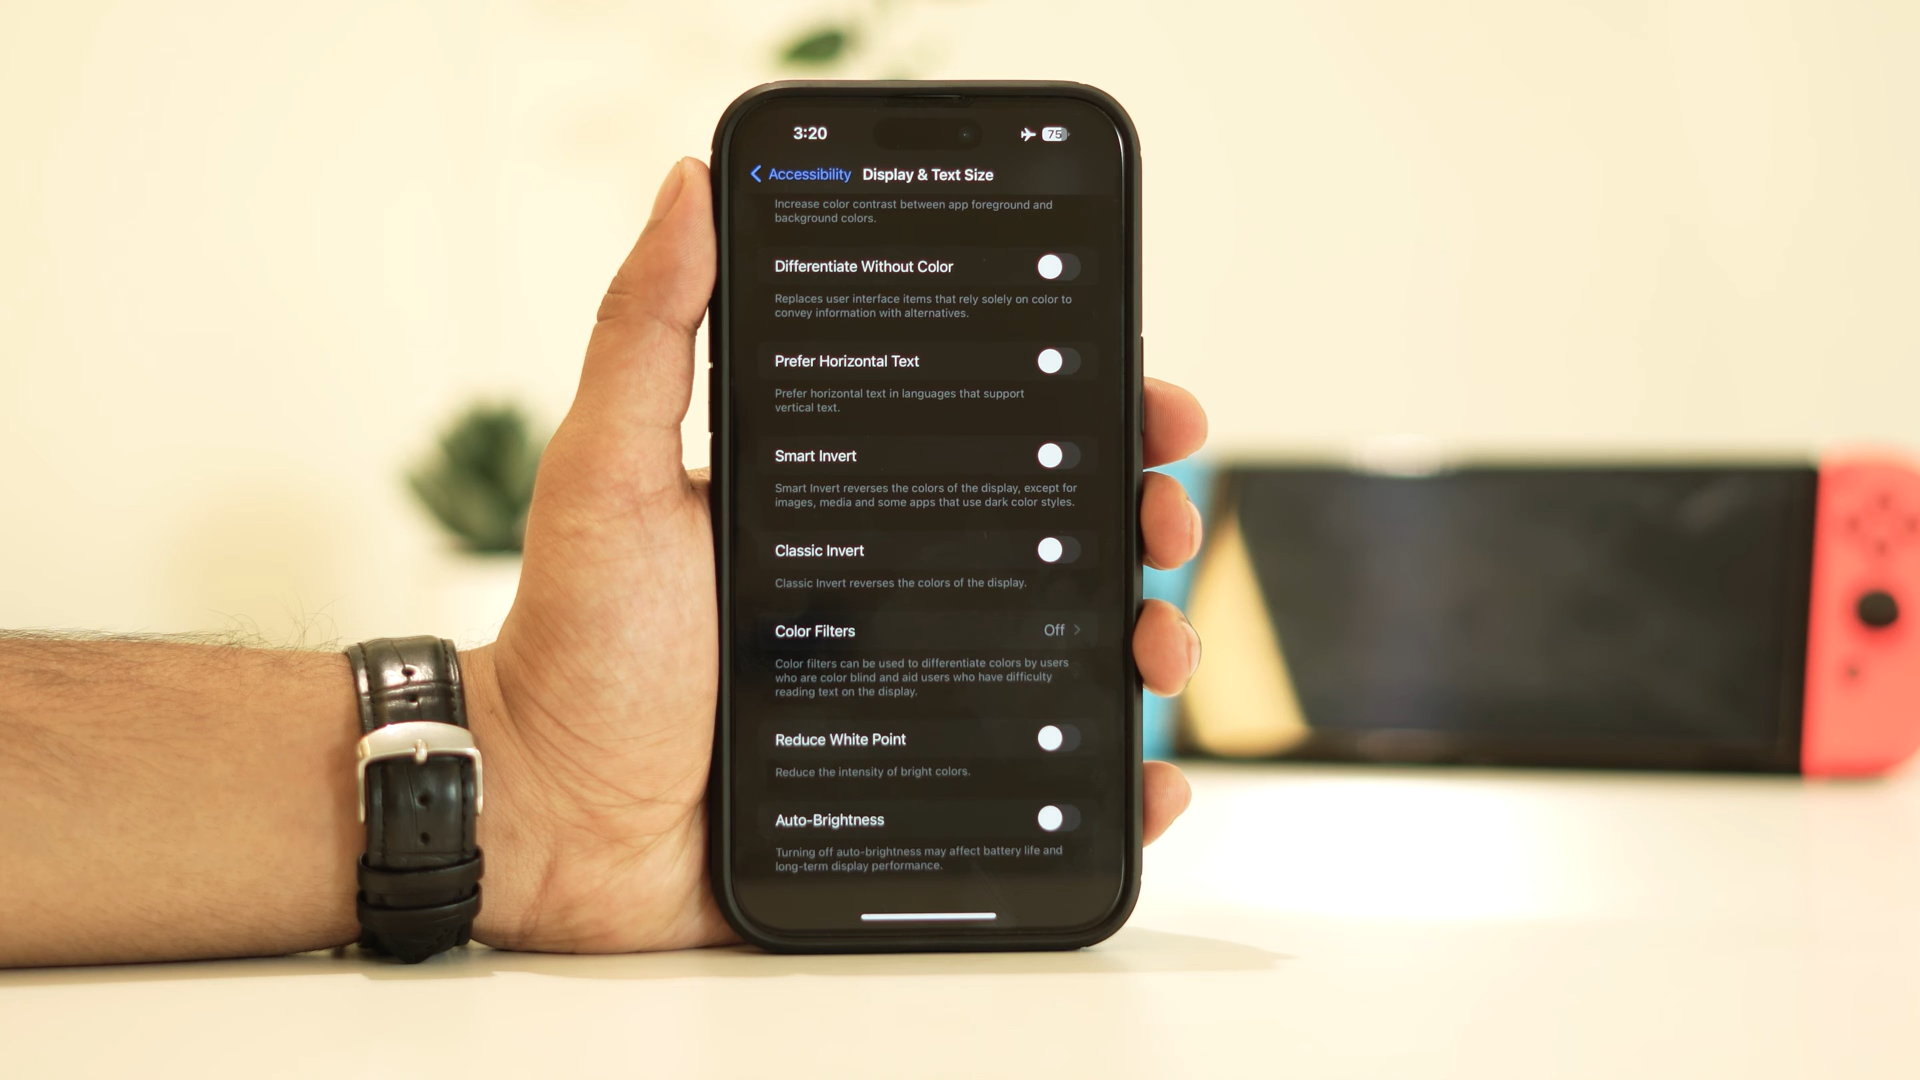 3:20
75
Accessibility
Display & Text Size
Increase color contrast between app foreground and
background colors.
Differentiate Without Color
Replaces user interface items that rely solely on color to
convey information with alternatives.
Prefer Horizontal Text
Prefer horizontal text in languages that support
vertical text.
Smart Invert
Smart Invert reverses the colors of the display, except for
images, media and some apps that use dark color styles.
Classic Invert
Classic Invert reverses the colors of the display.
Color Filters
Off
Color filters can be used to differentiate colors by users
who are color blind and aid users who have difficulty
reading text on the display.
Reduce White Point
Reduce the intensity of bright colors.
Auto-Brightness
Turning off auto-brightness may affect battery life and
long-term display performance.